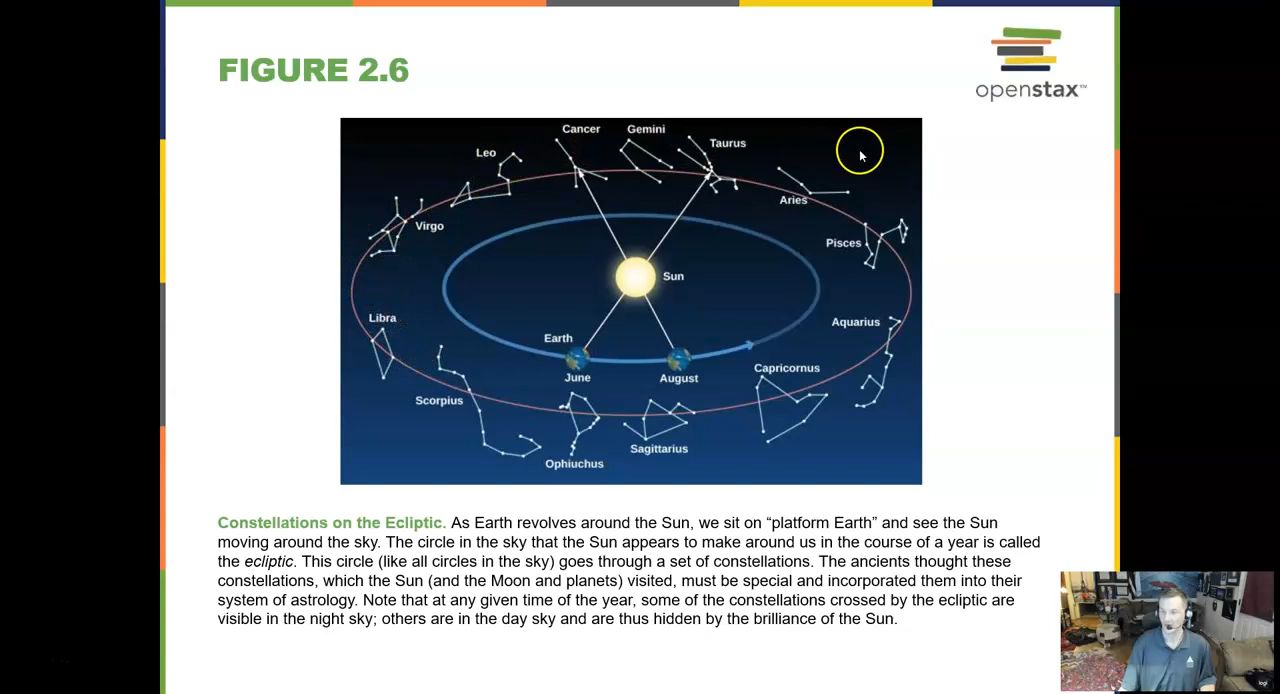 FIGURE 2.6
openstax™
Cancer
Gemini
Taurus
Leo
Aries
Virgo
Pisces
Sun
Libra
Aquarius
Earth
Capricornus
June
August
Scorpius
Sagittarius
Ophiuchus
Constellations on the Ecliptic. As Earth revolves around the Sun, we sit on “platform Earth” and see the Sun
moving around the sky. The circle in the sky that the Sun appears to make around us in the course of a year is called
the ecliptic. This circle (like all circles in the sky) goes through a set of constellations. The ancients thought these
constellations, which the Sun (and the Moon and planets) visited, must be special and incorporated them into their
system of astrology. Note that at any given time of the year, some of the constellations crossed by the ecliptic are
visible in the night sky; others are in the day sky and are thus hidden by the brilliance of the Sun.
logi